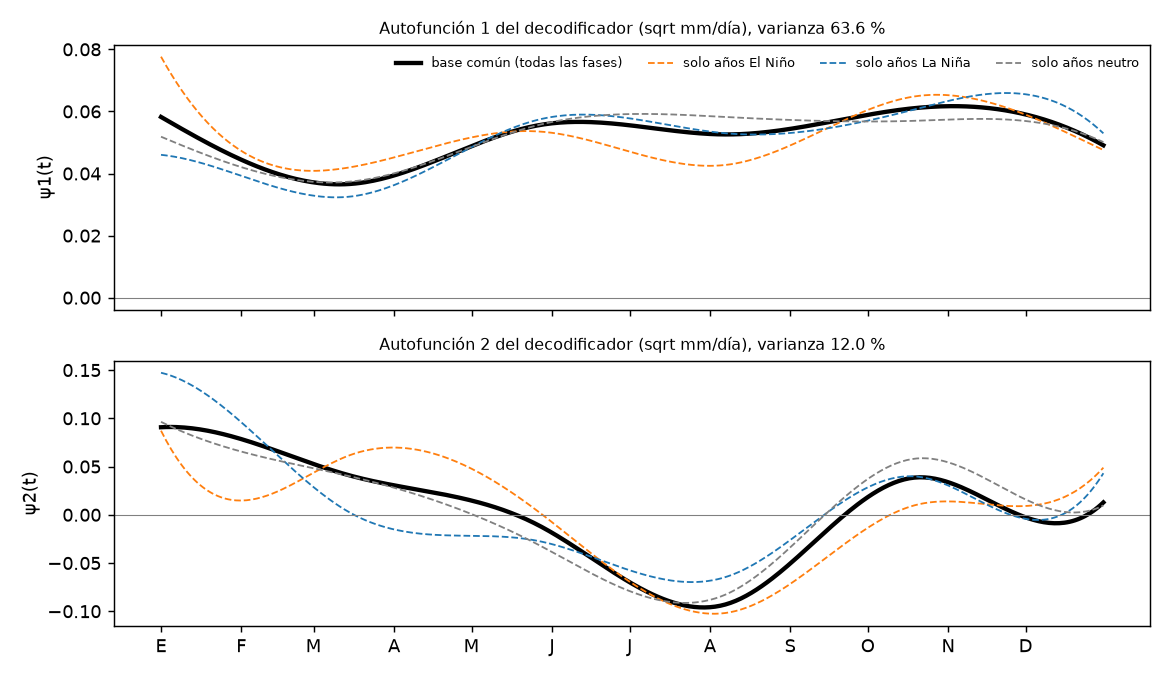 Autofunción 1 del decodificador (sqrt mm/día), varianza 63.6 %
base común (todas las fases) solo años El Niño solo años La Niña solo años neutro
0.08
0.06
0.04
0.02
0.00
ψ1(t)
Autofunción 2 del decodificador (sqrt mm/día), varianza 12.0 %
0.15
0.10
0.05
0.00
−0.05
−0.10
ψ2(t)
E F M A M J J A S O N D